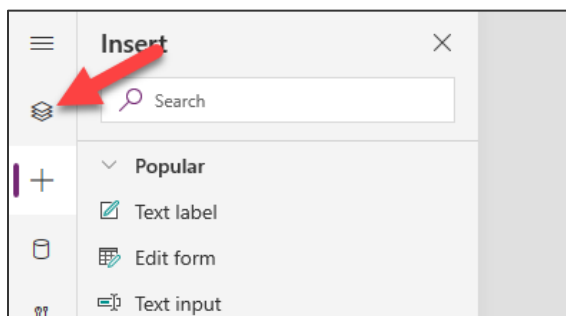 Insert
Search
Popular
Text label
Edit form
Text input